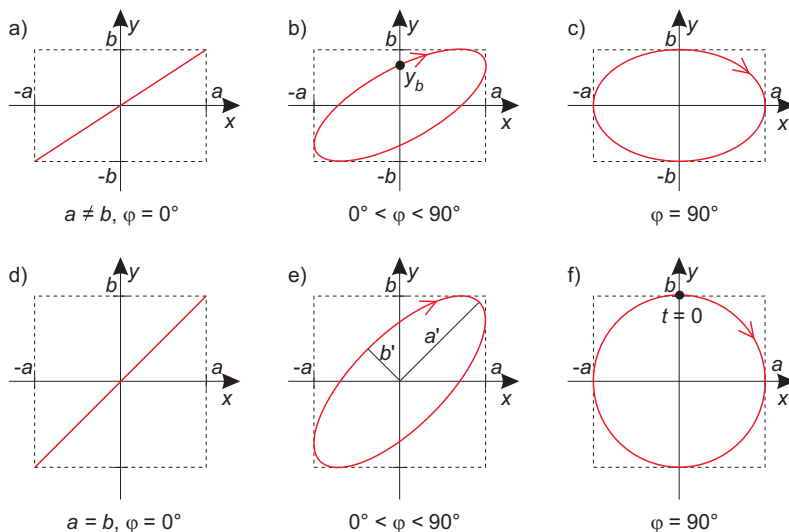 a)
y
b
-a
a
x
-b
a ≠ b, φ = 0°
b)
y
b
y_b
-a
a
x
-b
0° < φ < 90°
c)
y
b
-a
a
x
-b
φ = 90°
d)
y
b
-a
a
x
a = b, φ = 0°
e)
y
b
b'
a'
-a
a
x
0° < φ < 90°
f)
y
b
t = 0
-a
a
x
φ = 90°